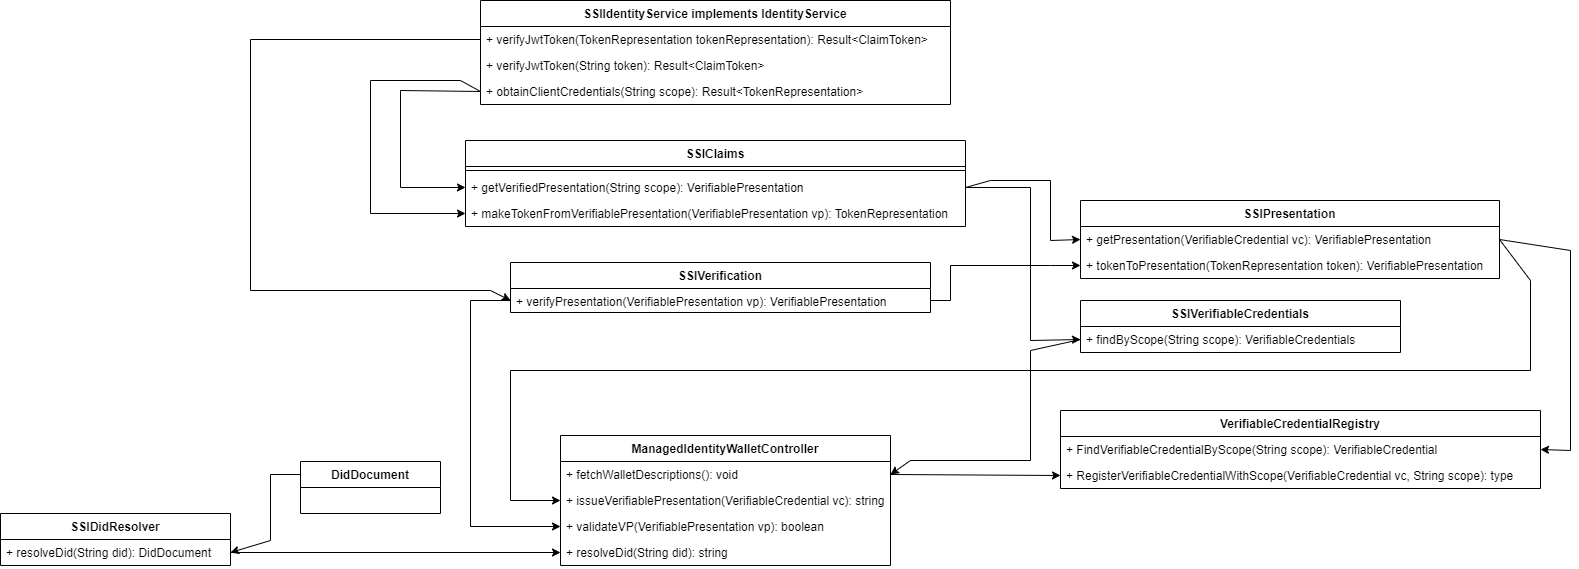 SSIIdentityService implements IdentityService
+ verifyJwtToken(TokenRepresentation tokenRepresentation): Result<ClaimToken>
+ verifyJwtToken(String token): Result<ClaimToken>
+ obtainClientCredentials(String scope): Result<TokenRepresentation>
SSIClaims
+ getVerifiedPresentation(String scope): VerifiablePresentation
+ makeTokenFromVerifiablePresentation(VerifiablePresentation vp): TokenRepresentation
SSIPresentation
+ getPresentation(VerifiableCredential vc): VerifiablePresentation
+ tokenToPresentation(TokenRepresentation token): VerifiablePresentation
SSIVerification
+ verifyPresentation(VerifiablePresentation vp): VerifiablePresentation
SSIVerifiableCredentials
+ findByScope(String scope): VerifiableCredentials
VerifiableCredentialRegistry
+ FindVerifiableCredentialByScope(String scope): VerifiableCredential
+ RegisterVerifiableCredentialWithScope(VerifiableCredential vc, String scope): type
ManagedIdentityWalletController
+ fetchWalletDescriptions(): void
+ issueVerifiablePresentation(VerifiableCredential vc): string
+ validateVP(VerifiablePresentation vp): boolean
+ resolveDid(String did): string
DidDocument
SSIDidResolver
+ resolveDid(String did): DidDocument